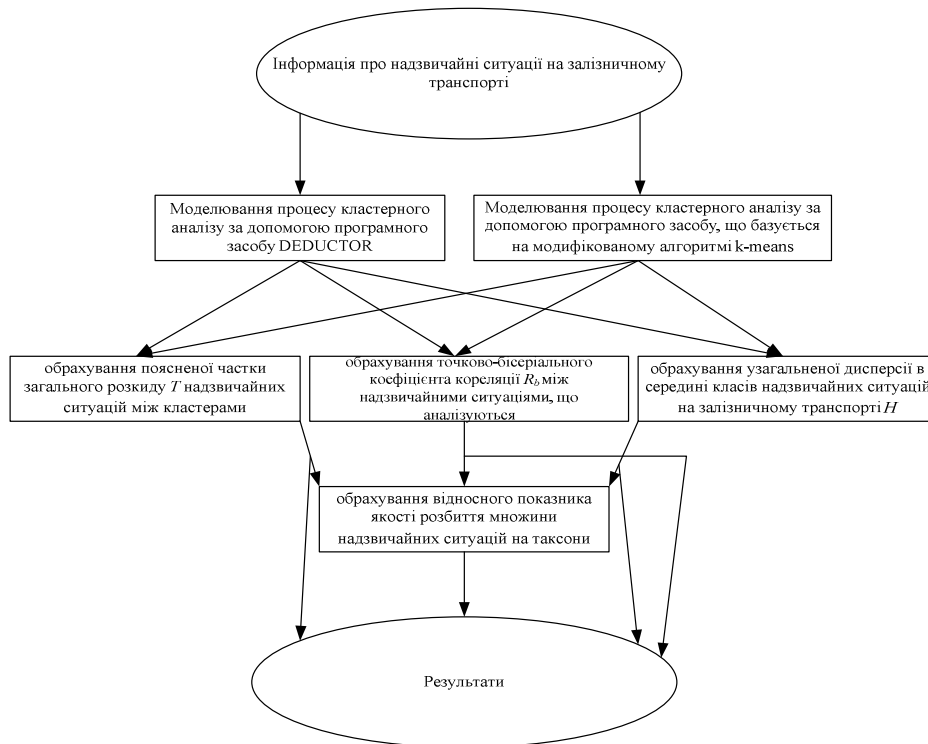 Інформація про надзвичайні ситуації на залізничному
транспорті
Моделювання процесу кластерного
аналізу за допомогою програмного
засобу DEDUCTOR
Моделювання процесу кластерного аналізу за
допомогою програмного засобу, що базується
на модифікованому алгоритмі k-means
обрахування поясненої частки
загального розкиду T надзвичайних
ситуацій між кластерами
обрахування точково-бісеріального
коефіцієнта кореляції Rb між
надзвичайними ситуаціями, що
аналізуються
обрахування узагальненої дисперсії в
середині класів надзвичайних ситуацій
на залізничному транспорті H
обрахування відносного показника
якості розбиття множини
надзвичайних ситуацій на таксони
Результати